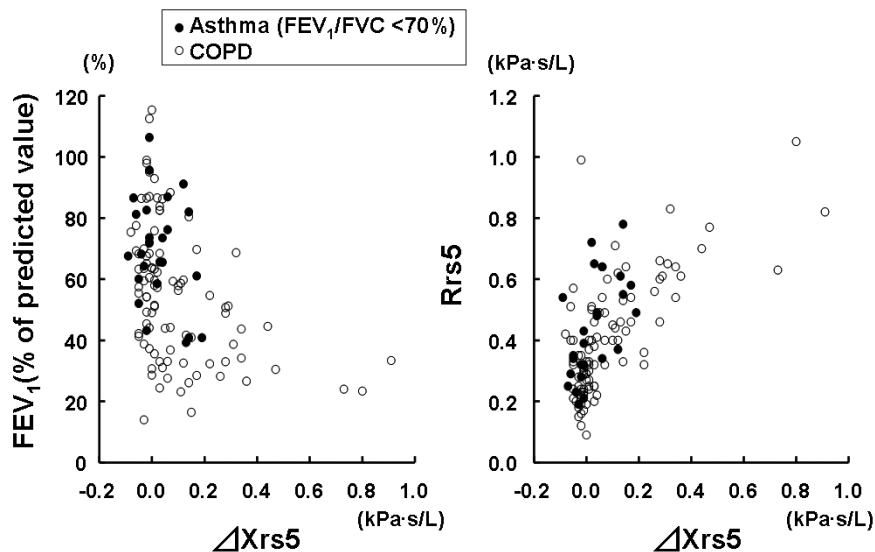 ● Asthma (FEV₁/FVC <70%)
○ COPD
(%)
120
100
80
60
40
20
0
FEV₁(% of predicted value)
-0.2 0.0 0.2 0.4 0.6 0.8 1.0
(kPa·s/L)
⊿Xrs5
(kPa·s/L)
1.2
1.0
0.8
0.6
0.4
0.2
0.0
Rrs5
-0.2 0.0 0.2 0.4 0.6 0.8 1.0
(kPa·s/L)
⊿Xrs5